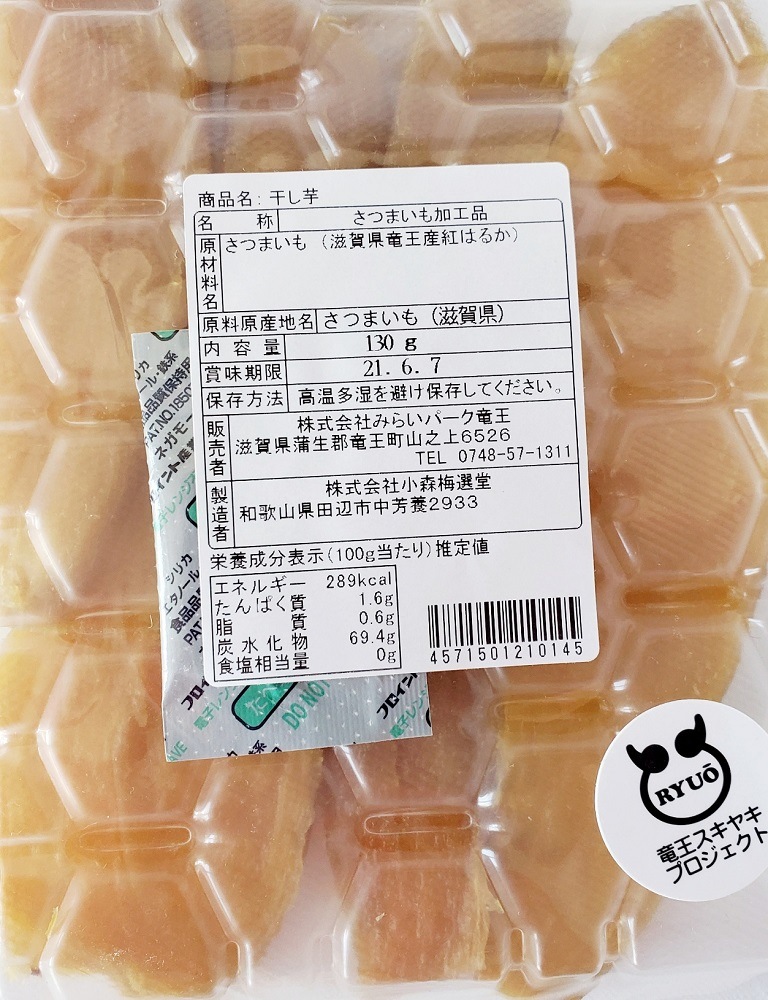 商品名: 干し芋
名 称 さつまいも加工品
原材料名 さつまいも (滋賀県竜王産紅はるか)
原料原産地名 さつまいも (滋賀県)
内容量 130 g
賞味期限 21. 6. 7
保存方法 高温多湿を避け保存してください。
販売者 株式会社みらいパーク竜王
滋賀県蒲生郡竜王町山之上6526
TEL 0748-57-1311
製造者 株式会社小森梅選堂
和歌山県田辺市中芳養2933
栄養成分表示(100g当たり)推定値
エネルギー 289kcal
たんぱく質 1.6g
脂質 0.6g
炭水化物 69.4g
食塩相当量 0g
4571501210145
RYUŌ
竜王スキヤキ
プロジェクト
DO NO